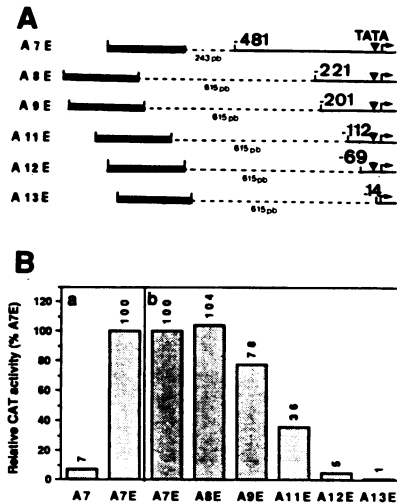 A
TATA
A7E
-481
243 pb
A8E
-221
615 pb
A9E
-201
615 pb
A11E
-112
615 pb
A12E
-69
615 pb
A13E
-14
615 pb
B
Relative CAT activity (% A7E)
120
100
80
60
40
20
0
a
b
7
100
100
104
78
36
5
1
A7 A7E A7E A8E A9E A11E A12E A13E